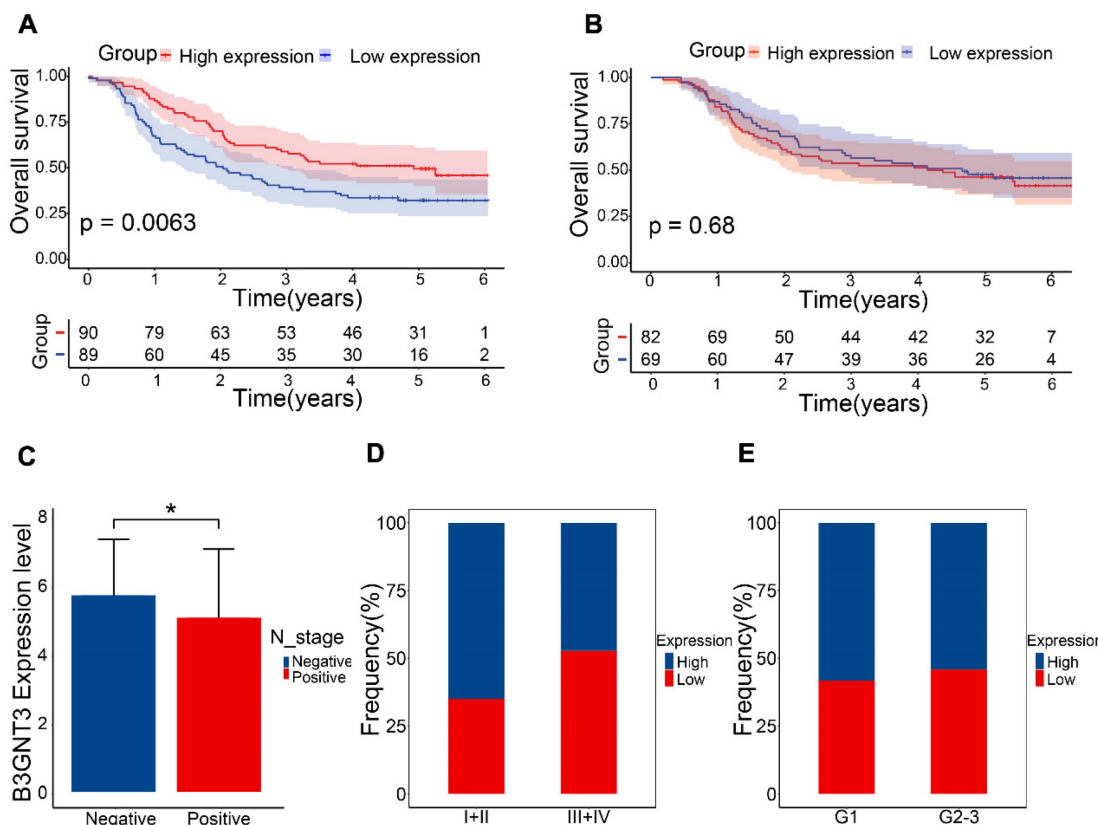 A
Group High expression Low expression
Overall survival
1.00
0.75
0.50
0.25
0.00
p = 0.0063
0 1 2 3 4 5 6
Time(years)
Group
90 79 63 53 46 31 1
89 60 45 35 30 16 2
0 1 2 3 4 5 6
Time(years)
B
Group High expression Low expression
Overall survival
1.00
0.75
0.50
0.25
0.00
p = 0.68
0 1 2 3 4 5 6
Time(years)
Group
82 69 50 44 42 32 7
69 60 47 39 36 26 4
0 1 2 3 4 5 6
Time(years)
C
B3GNT3 Expression level
8
6
4
2
0
*
Negative Positive
N_stage
Negative
Positive
D
Frequency(%)
100
75
50
25
0
I+II III+IV
Expression
High
Low
E
Frequency(%)
100
75
50
25
0
G1 G2-3
Expression
High
Low